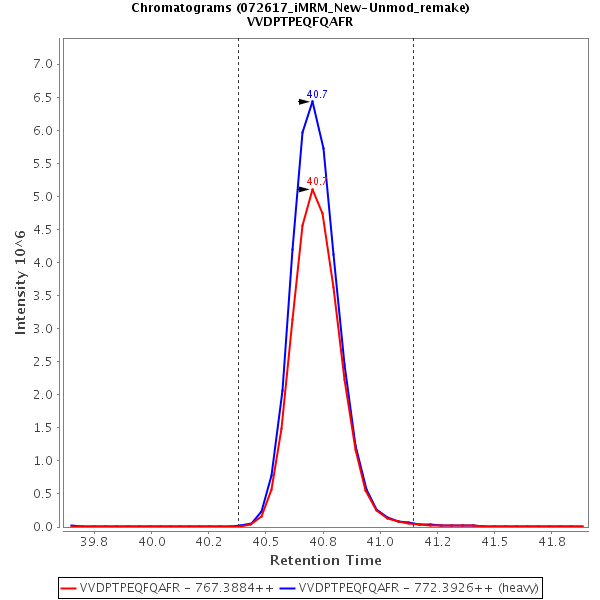 Chromatograms (072617_iMRM_New-Unmod_remake)
VVDPTPEQFQAFR
7.0
6.5
6.0
5.5
5.0
4.5
4.0
3.5
3.0
2.5
2.0
1.5
1.0
0.5
0.0
Intensity 10^6
40.7
40.7
39.8 40.0 40.2 40.5 40.8 41.0 41.2 41.5 41.8
Retention Time
VVDPTPEQFQAFR - 767.3884++ VVDPTPEQFQAFR - 772.3926++ (heavy)